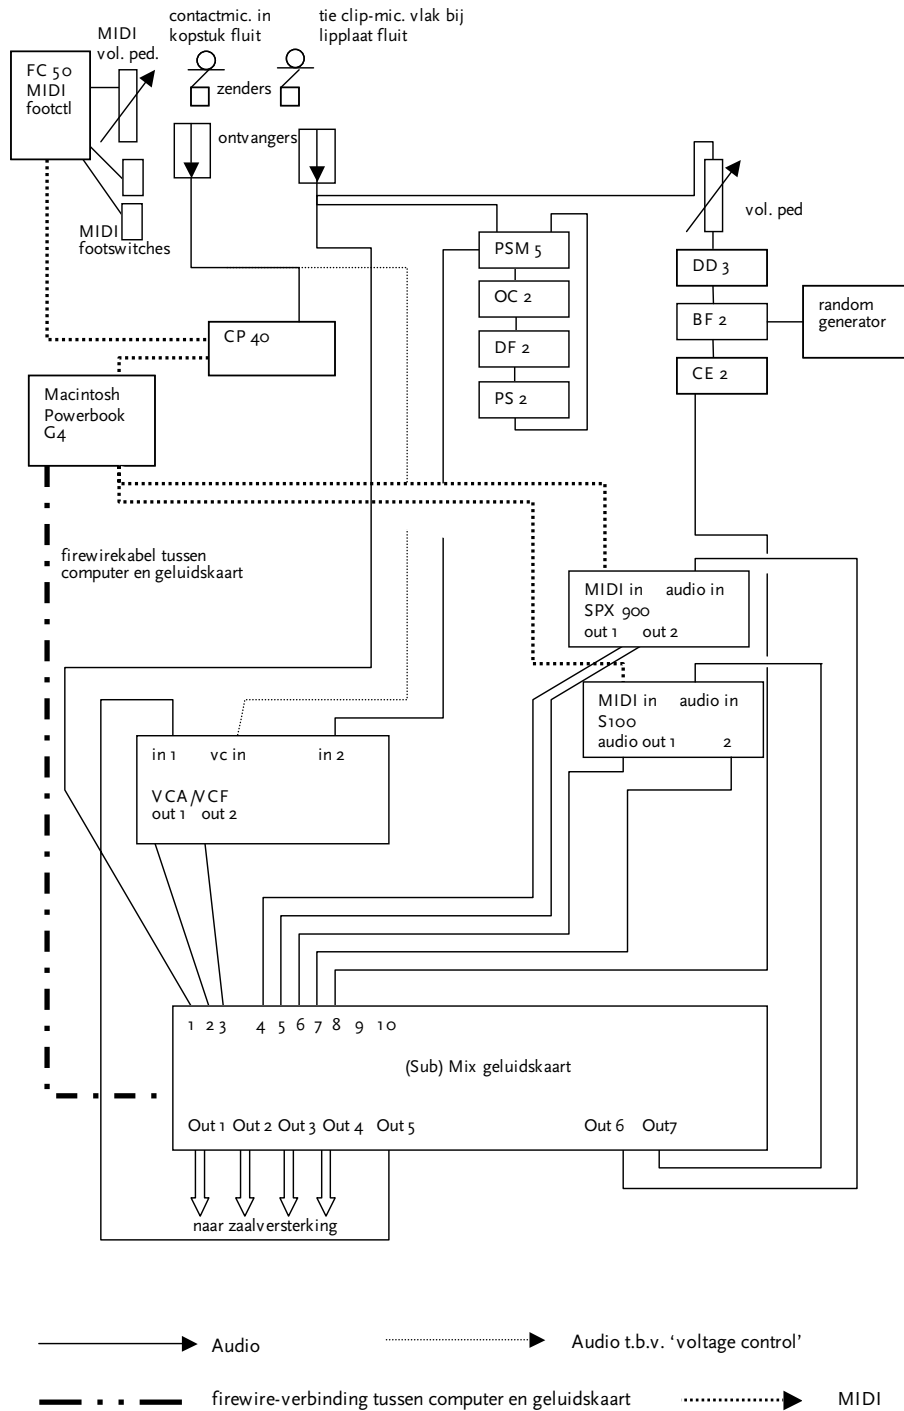 contactmic. in
kopstuk fluit
tie clip-mic. vlak bij
lipplaat fluit
MIDI
vol. ped.
FC 50
MIDI
footctl
zenders
ontvangers
MIDI
footswitches
vol. ped
PSM 5
OC 2
DF 2
PS 2
DD 3
BF 2
CE 2
random
generator
CP 40
Macintosh
Powerbook
G4
firewirekabel tussen
computer en geluidskaart
MIDI in audio in
SPX 900
out 1 out 2
MIDI in audio in
S100
audio out 1 2
in 1 vc in in 2
VCA/VCF
out 1 out 2
1 2 3 4 5 6 7 8 9 10
(Sub) Mix geluidskaart
Out 1 Out 2 Out 3 Out 4 Out 5 Out 6 Out7
naar zaalversterking
Audio
Audio t.b.v. ‘voltage control’
firewire-verbinding tussen computer en geluidskaart
MIDI